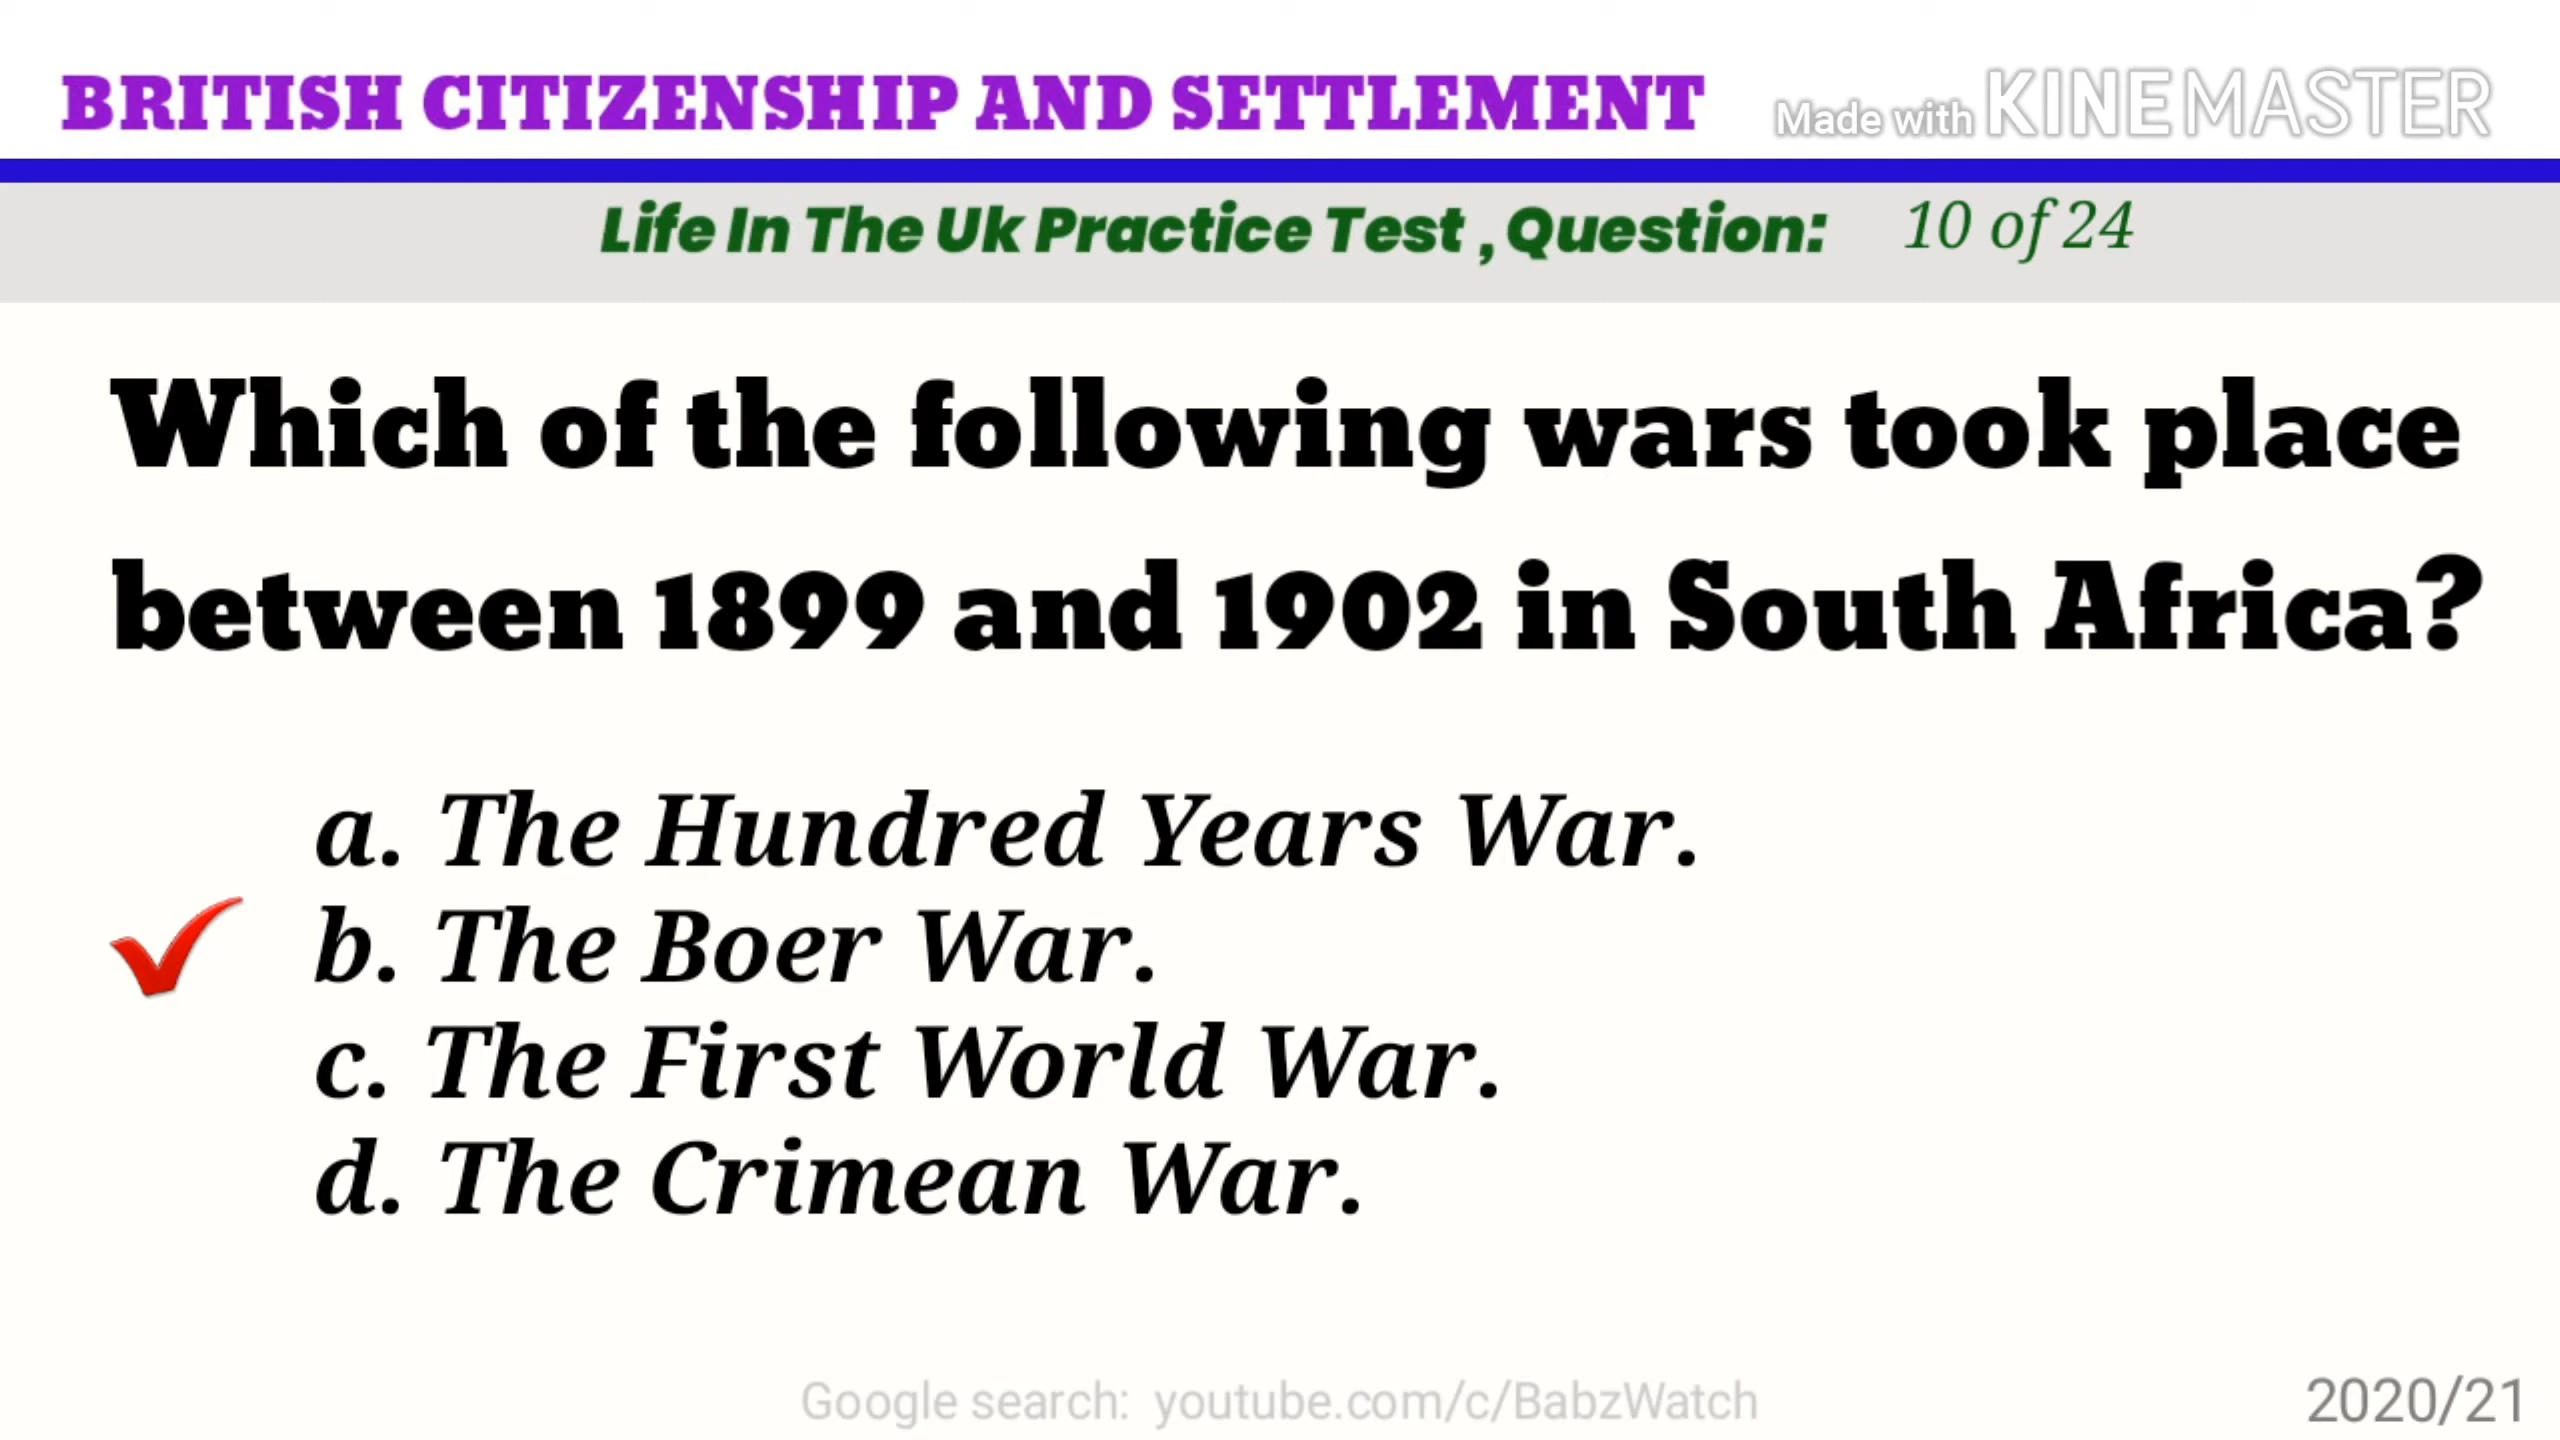 BRITISH CITIZENSHIP AND SETTLEMENT
Made with KINEMASTER
Life In The Uk Practice Test , Question: 10 of 24
Which of the following wars took place
between 1899 and 1902 in South Africa?
a. The Hundred Years War.
b. The Boer War.
c. The First World War.
d. The Crimean War.
Google search: youtube.com/c/BabzWatch
2020/21